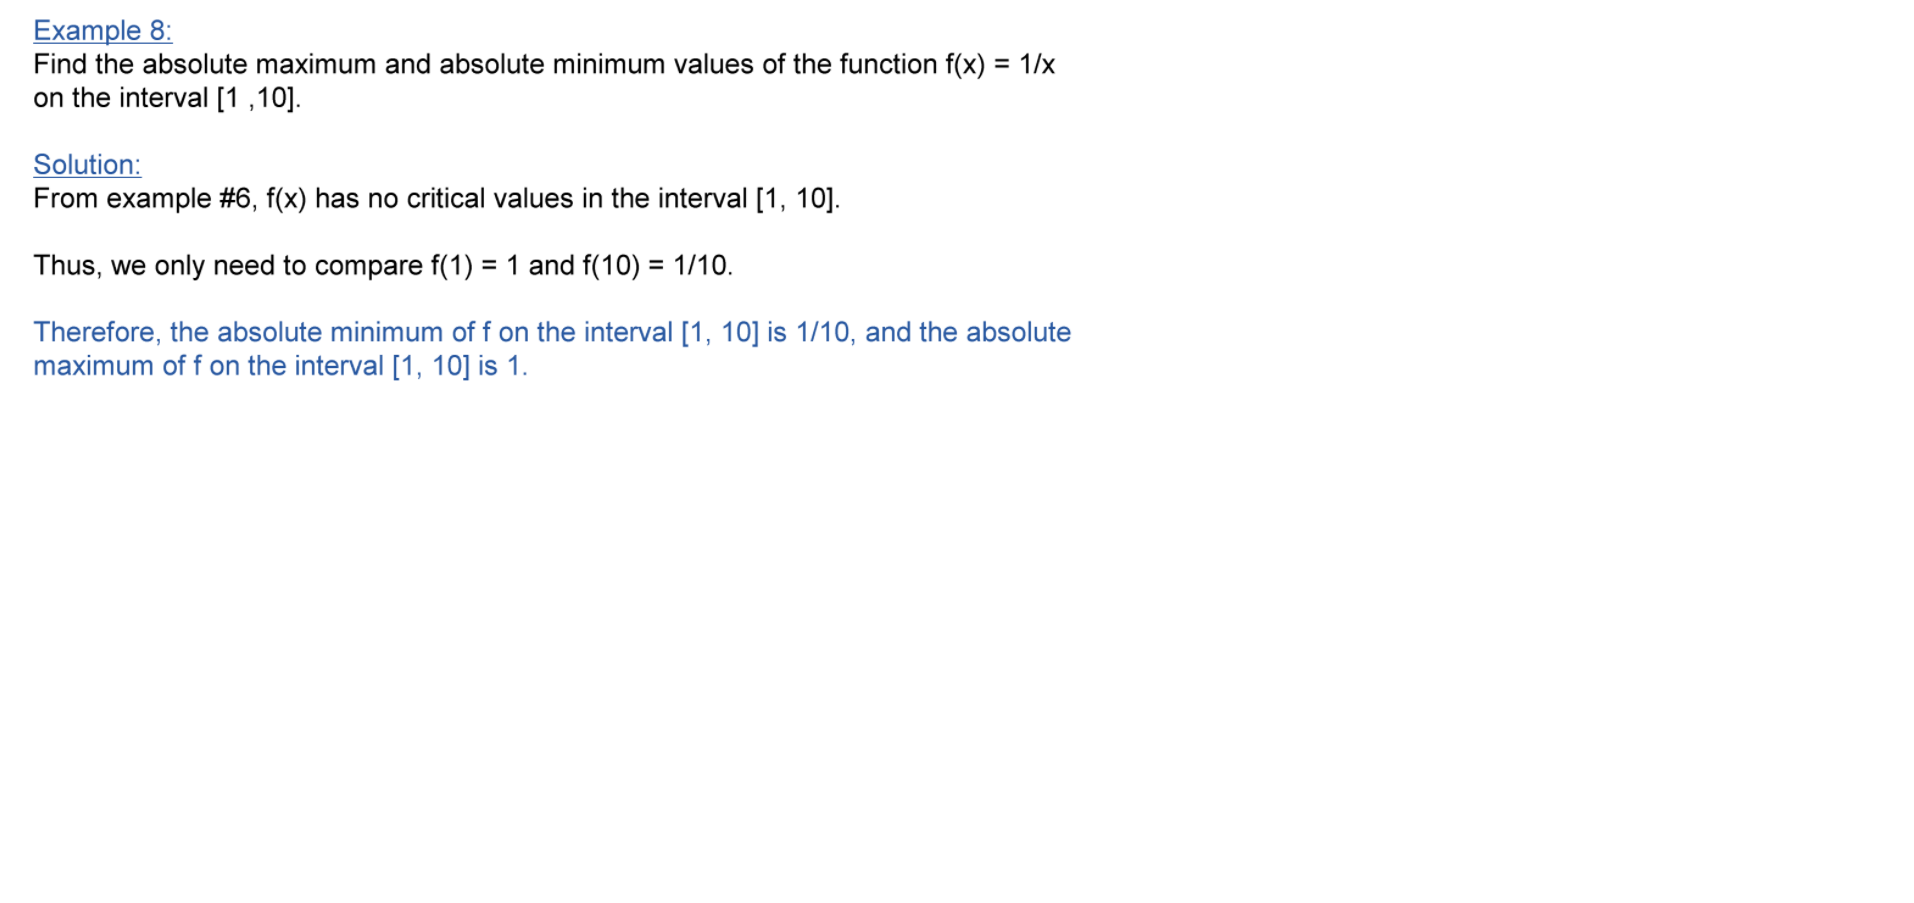 Example 8:
Find the absolute maximum and absolute minimum values of the function f(x) = 1/x
on the interval [1 ,10].
Solution:
From example #6, f(x) has no critical values in the interval [1, 10].
Thus, we only need to compare f(1) = 1 and f(10) = 1/10.
Therefore, the absolute minimum of f on the interval [1, 10] is 1/10, and the absolute
maximum of f on the interval [1, 10] is 1.